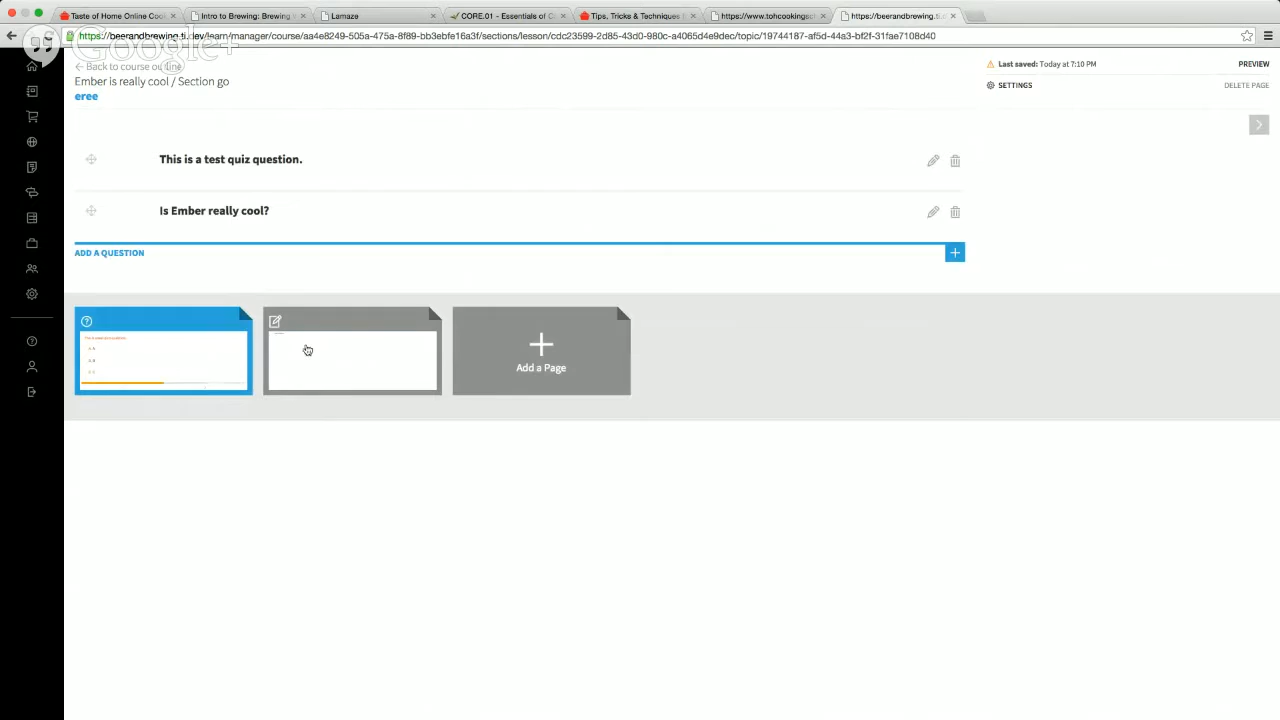 Taste of Home Online Cook
Intro to Brewing: Brewing
Lamaze
CORE.01 - Essentials of C
Tips, Tricks & Techniques
https://www.tohcookingsc
https://beerandbrewing.ti.
https://beerandbrewing.ti.dev/learn/manager/course/aa4e8249-505a-475a-8f89-bb3ebfe16a3f/sections/lesson/cdc23599-2d85-43d0-980c-a4065d4e9dec/topic/19744187-af5d-44a3-bf2f-31fae7108d40
Google+
Back to course outline
Ember is really cool / Section go
eree
Last saved: Today at 7:10 PM
PREVIEW
SETTINGS
DELETE PAGE
This is a test quiz question.
Is Ember really cool?
ADD A QUESTION
Add a Page